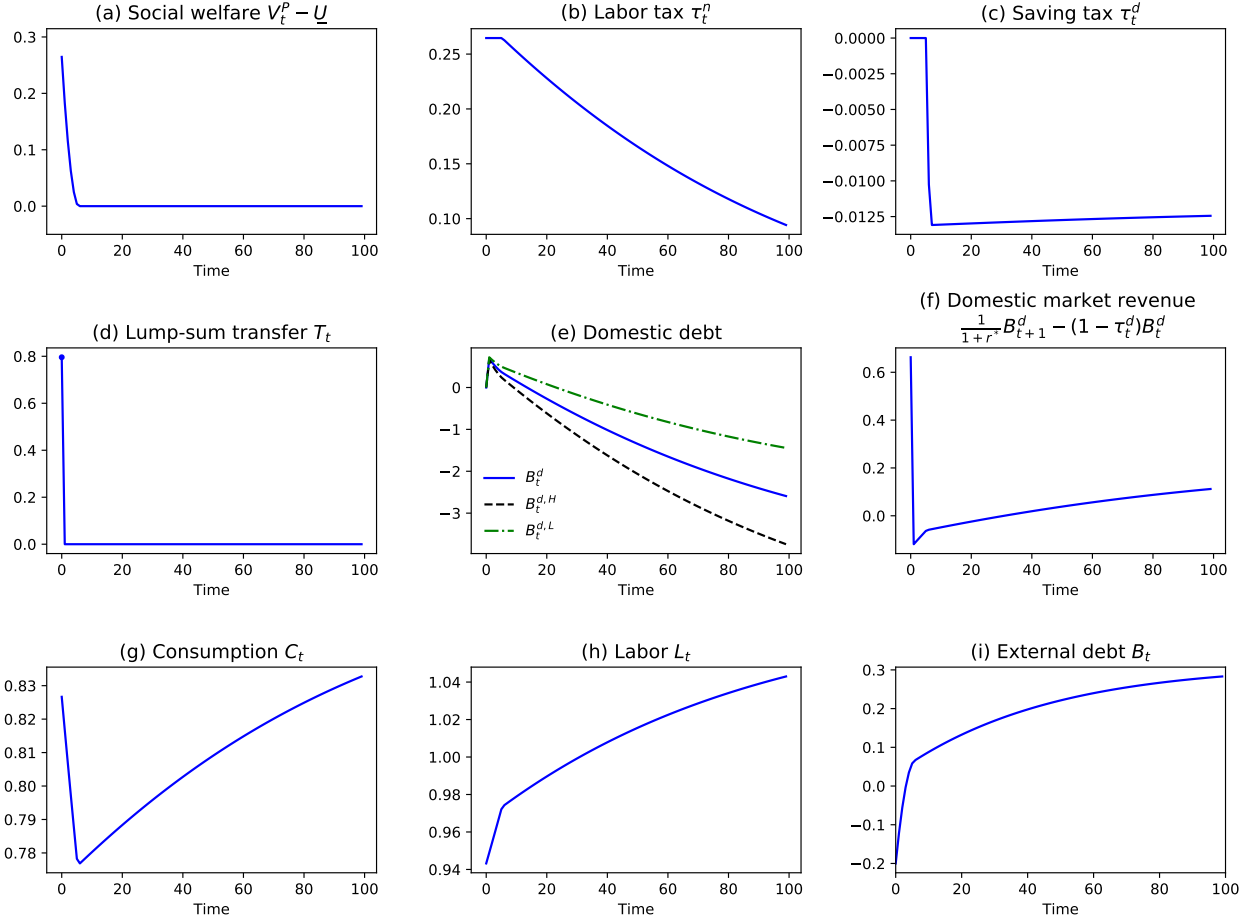 (a) Social welfare V_t^P − U̲
0.3
0.2
0.1
0.0
0 20 40 60 80 100
Time
(b) Labor tax τ_t^n
0.25
0.20
0.15
0.10
0 20 40 60 80 100
Time
(c) Saving tax τ_t^d
0.0000
−0.0025
−0.0050
−0.0075
−0.0100
−0.0125
0 20 40 60 80 100
Time
(d) Lump-sum transfer T_t
0.8
0.6
0.4
0.2
0.0
0 20 40 60 80 100
Time
(e) Domestic debt
0
−1
−2
−3
B_t^d
B_t^{d,H}
B_t^{d,L}
0 20 40 60 80 100
Time
(f) Domestic market revenue
\frac{1}{1+r^*} B_{t+1}^d − (1 − τ_t^d)B_t^d
0.6
0.4
0.2
0.0
0 20 40 60 80 100
Time
(g) Consumption C_t
0.83
0.82
0.81
0.80
0.79
0.78
0 20 40 60 80 100
Time
(h) Labor L_t
1.04
1.02
1.00
0.98
0.96
0.94
0 20 40 60 80 100
Time
(i) External debt B_t
0.3
0.2
0.1
0.0
−0.1
−0.2
0 20 40 60 80 100
Time